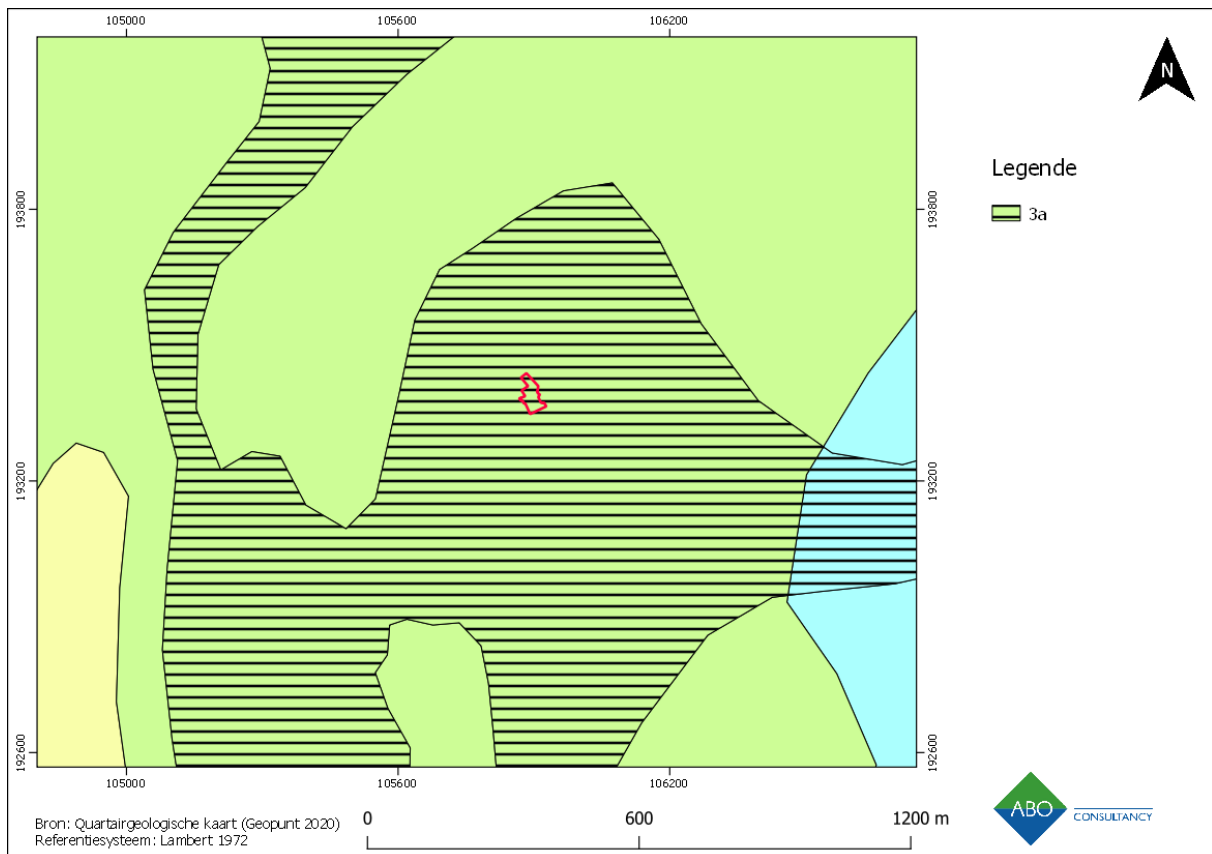 105000 105600 106200
N
Legende
3a
193800 193800
193200 193200
192600 192600
105000 105600 106200
Bron: Quartairgeologische kaart (Geopunt 2020)
Referentiesysteem: Lambert 1972
0 600 1200 m
ABO CONSULTANCY